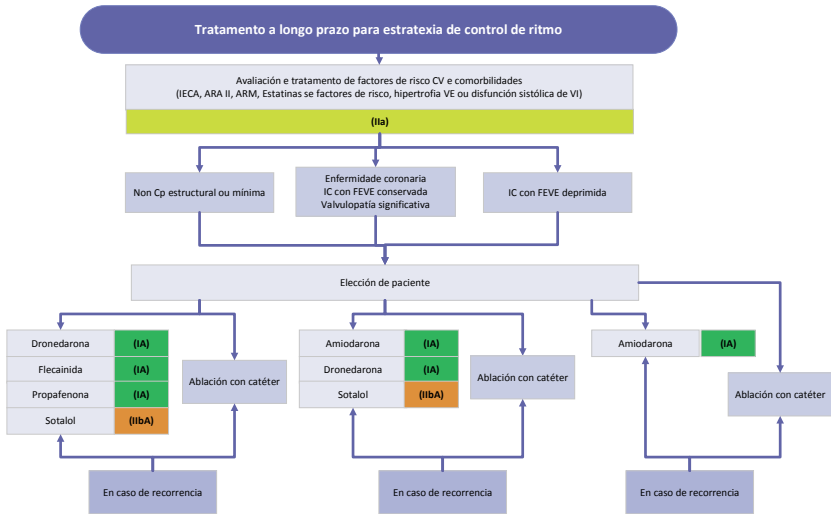 Tratamento a longo prazo para estratexia de control de ritmo
Avaliación e tratamento de factores de risco CV e comorbilidades
(IECA, ARA II, ARM, Estatinas se factores de risco, hipertrofia VE ou disfunción sistólica de VI)
(IIa)
Non Cp estructural ou mínima
Enfermidade coronaria
IC con FEVE conservada
Valvulopatía significativa
IC con FEVE deprimida
Elección de paciente
Dronedarona (IA)
Flecainida (IA)
Propafenona (IA)
Sotalol (IIbA)
Ablación con catéter
Amiodarona (IA)
Dronedarona (IA)
Sotalol (IIbA)
Ablación con catéter
Amiodarona (IA)
Ablación con catéter
En caso de recorrencia
En caso de recorrencia
En caso de recorrencia